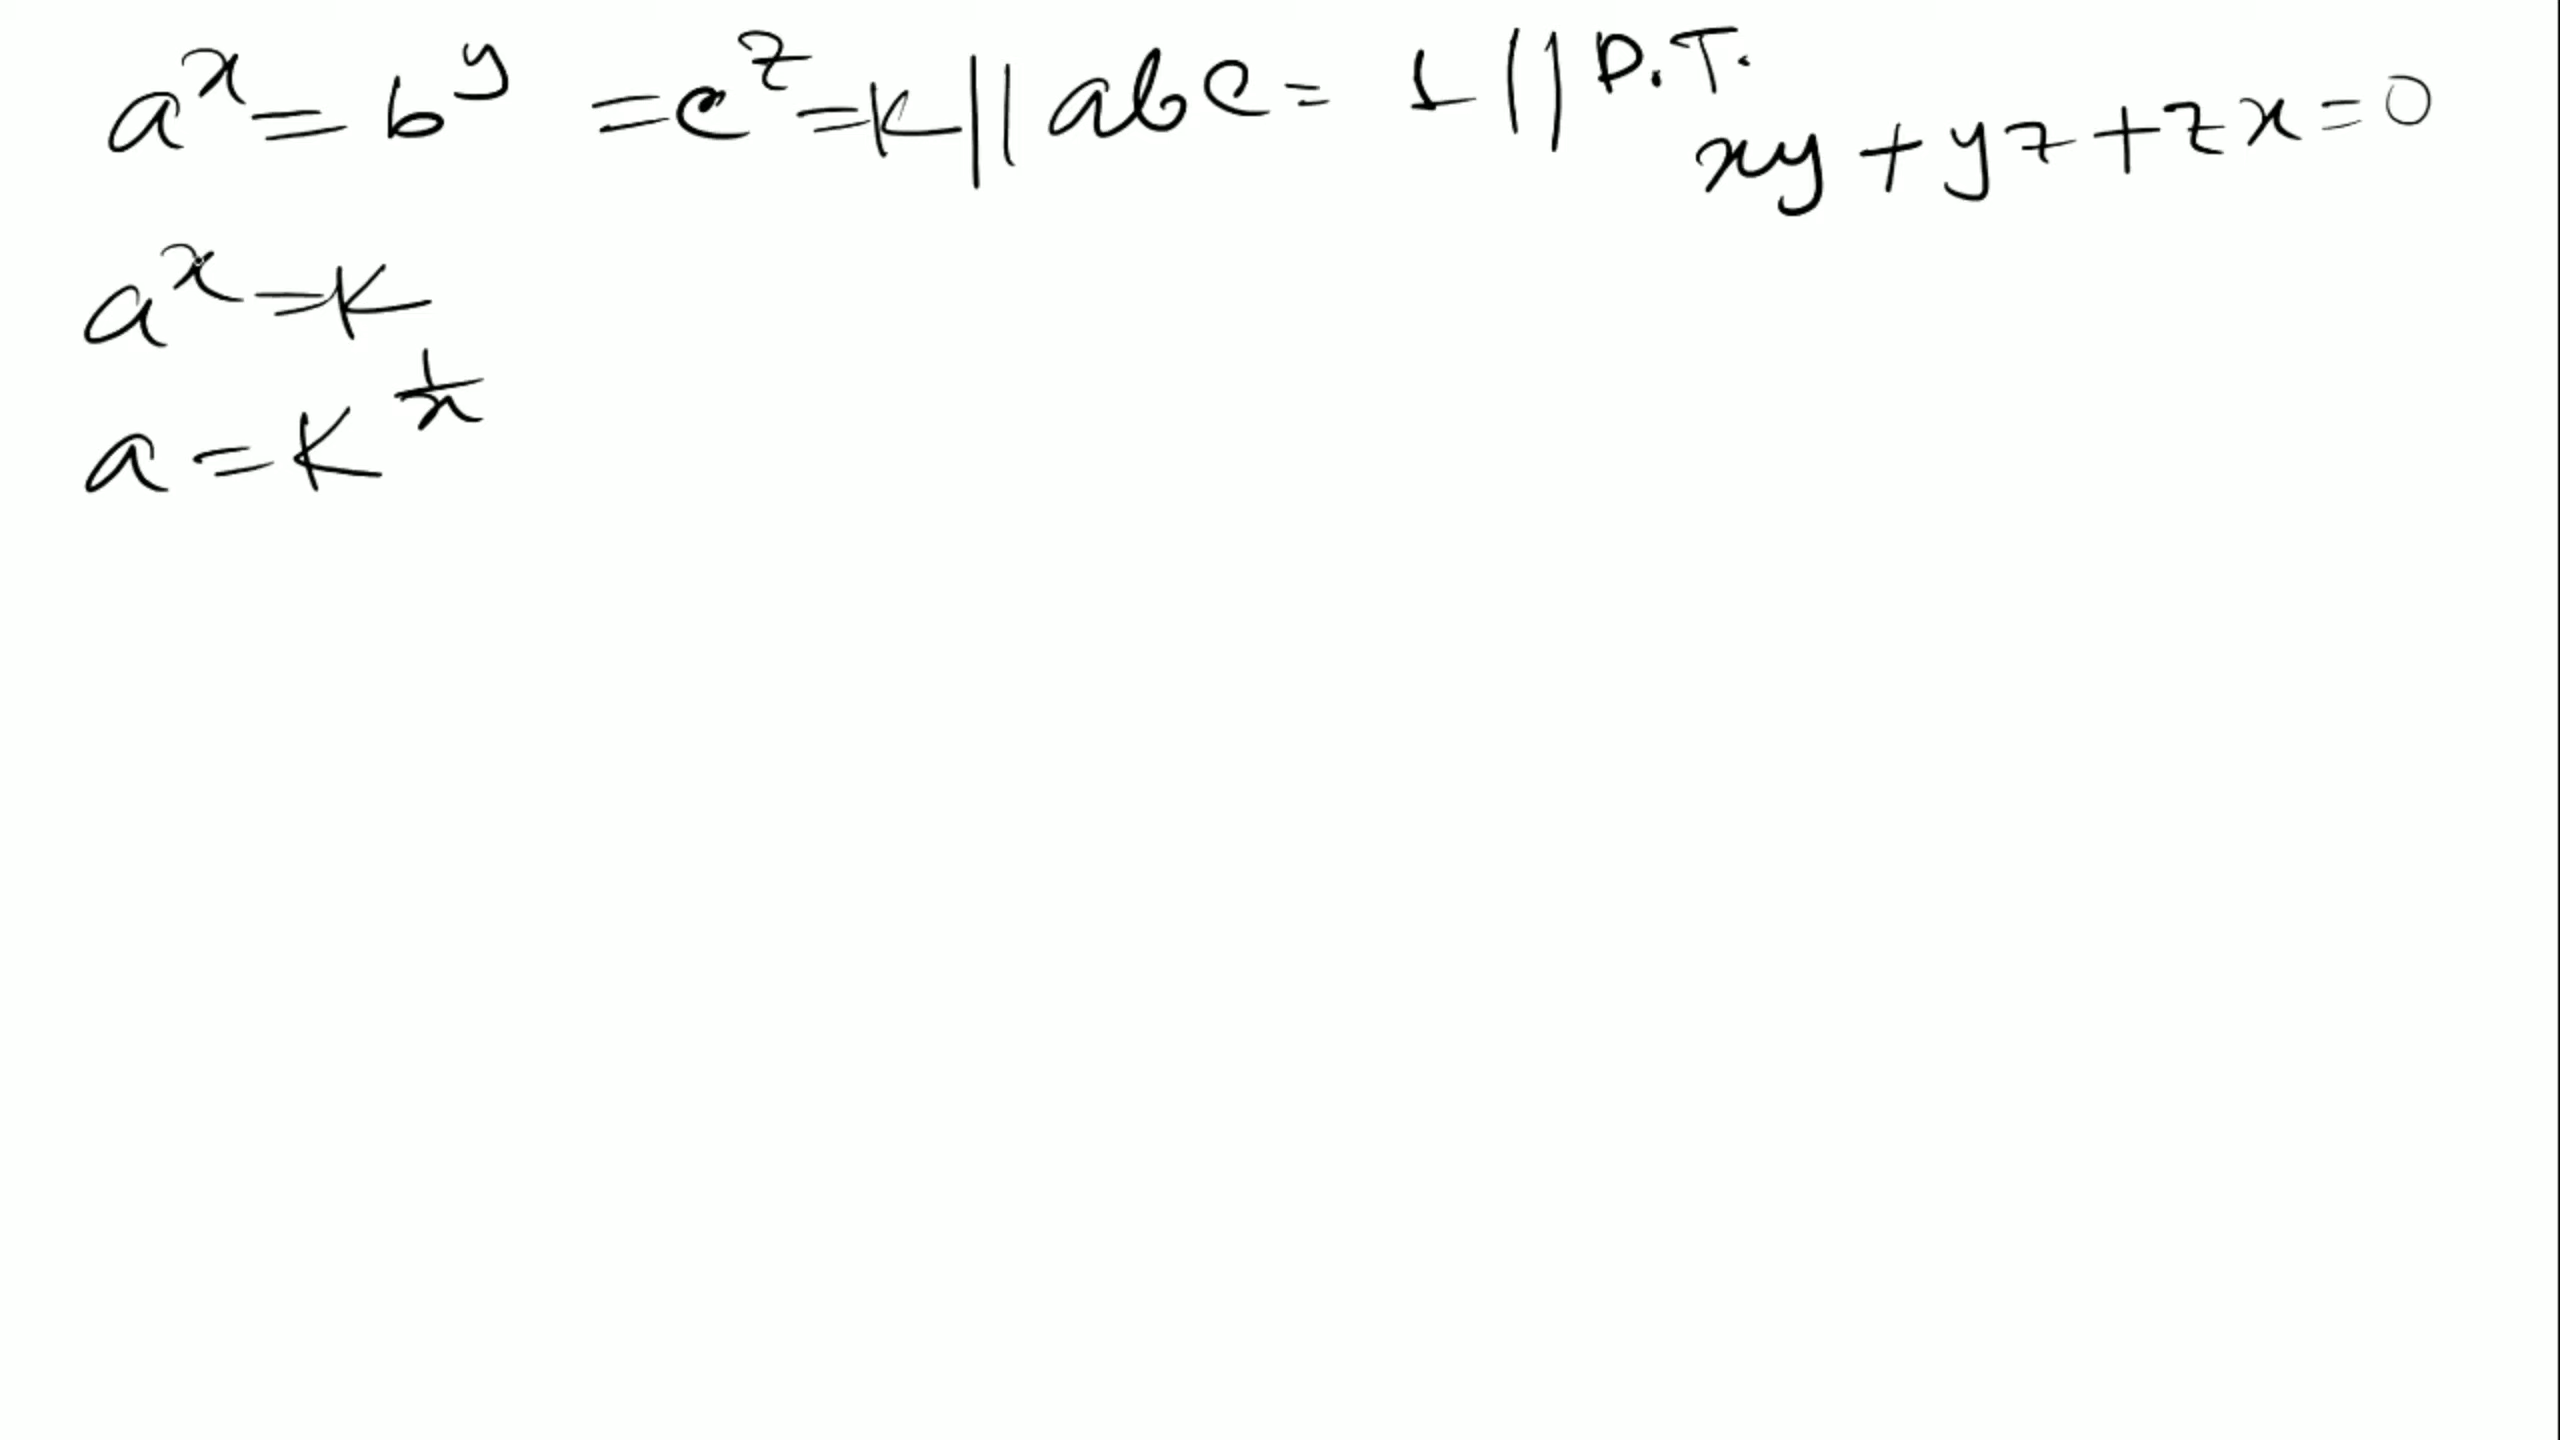 a^x = b^y = c^z = k || abc = 1 || P.T. xy + yz + zx = 0
a^x = k
a = k^(1/x)